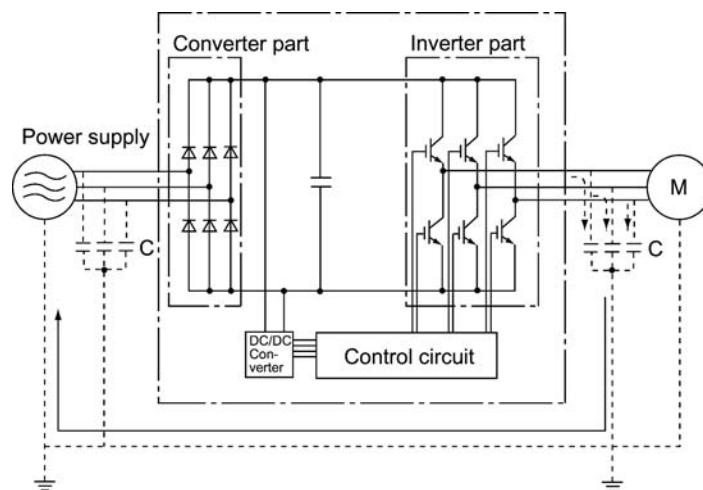 Converter part
Inverter part
Power supply
M
C
C
DC/DC
Con-
verter
Control circuit